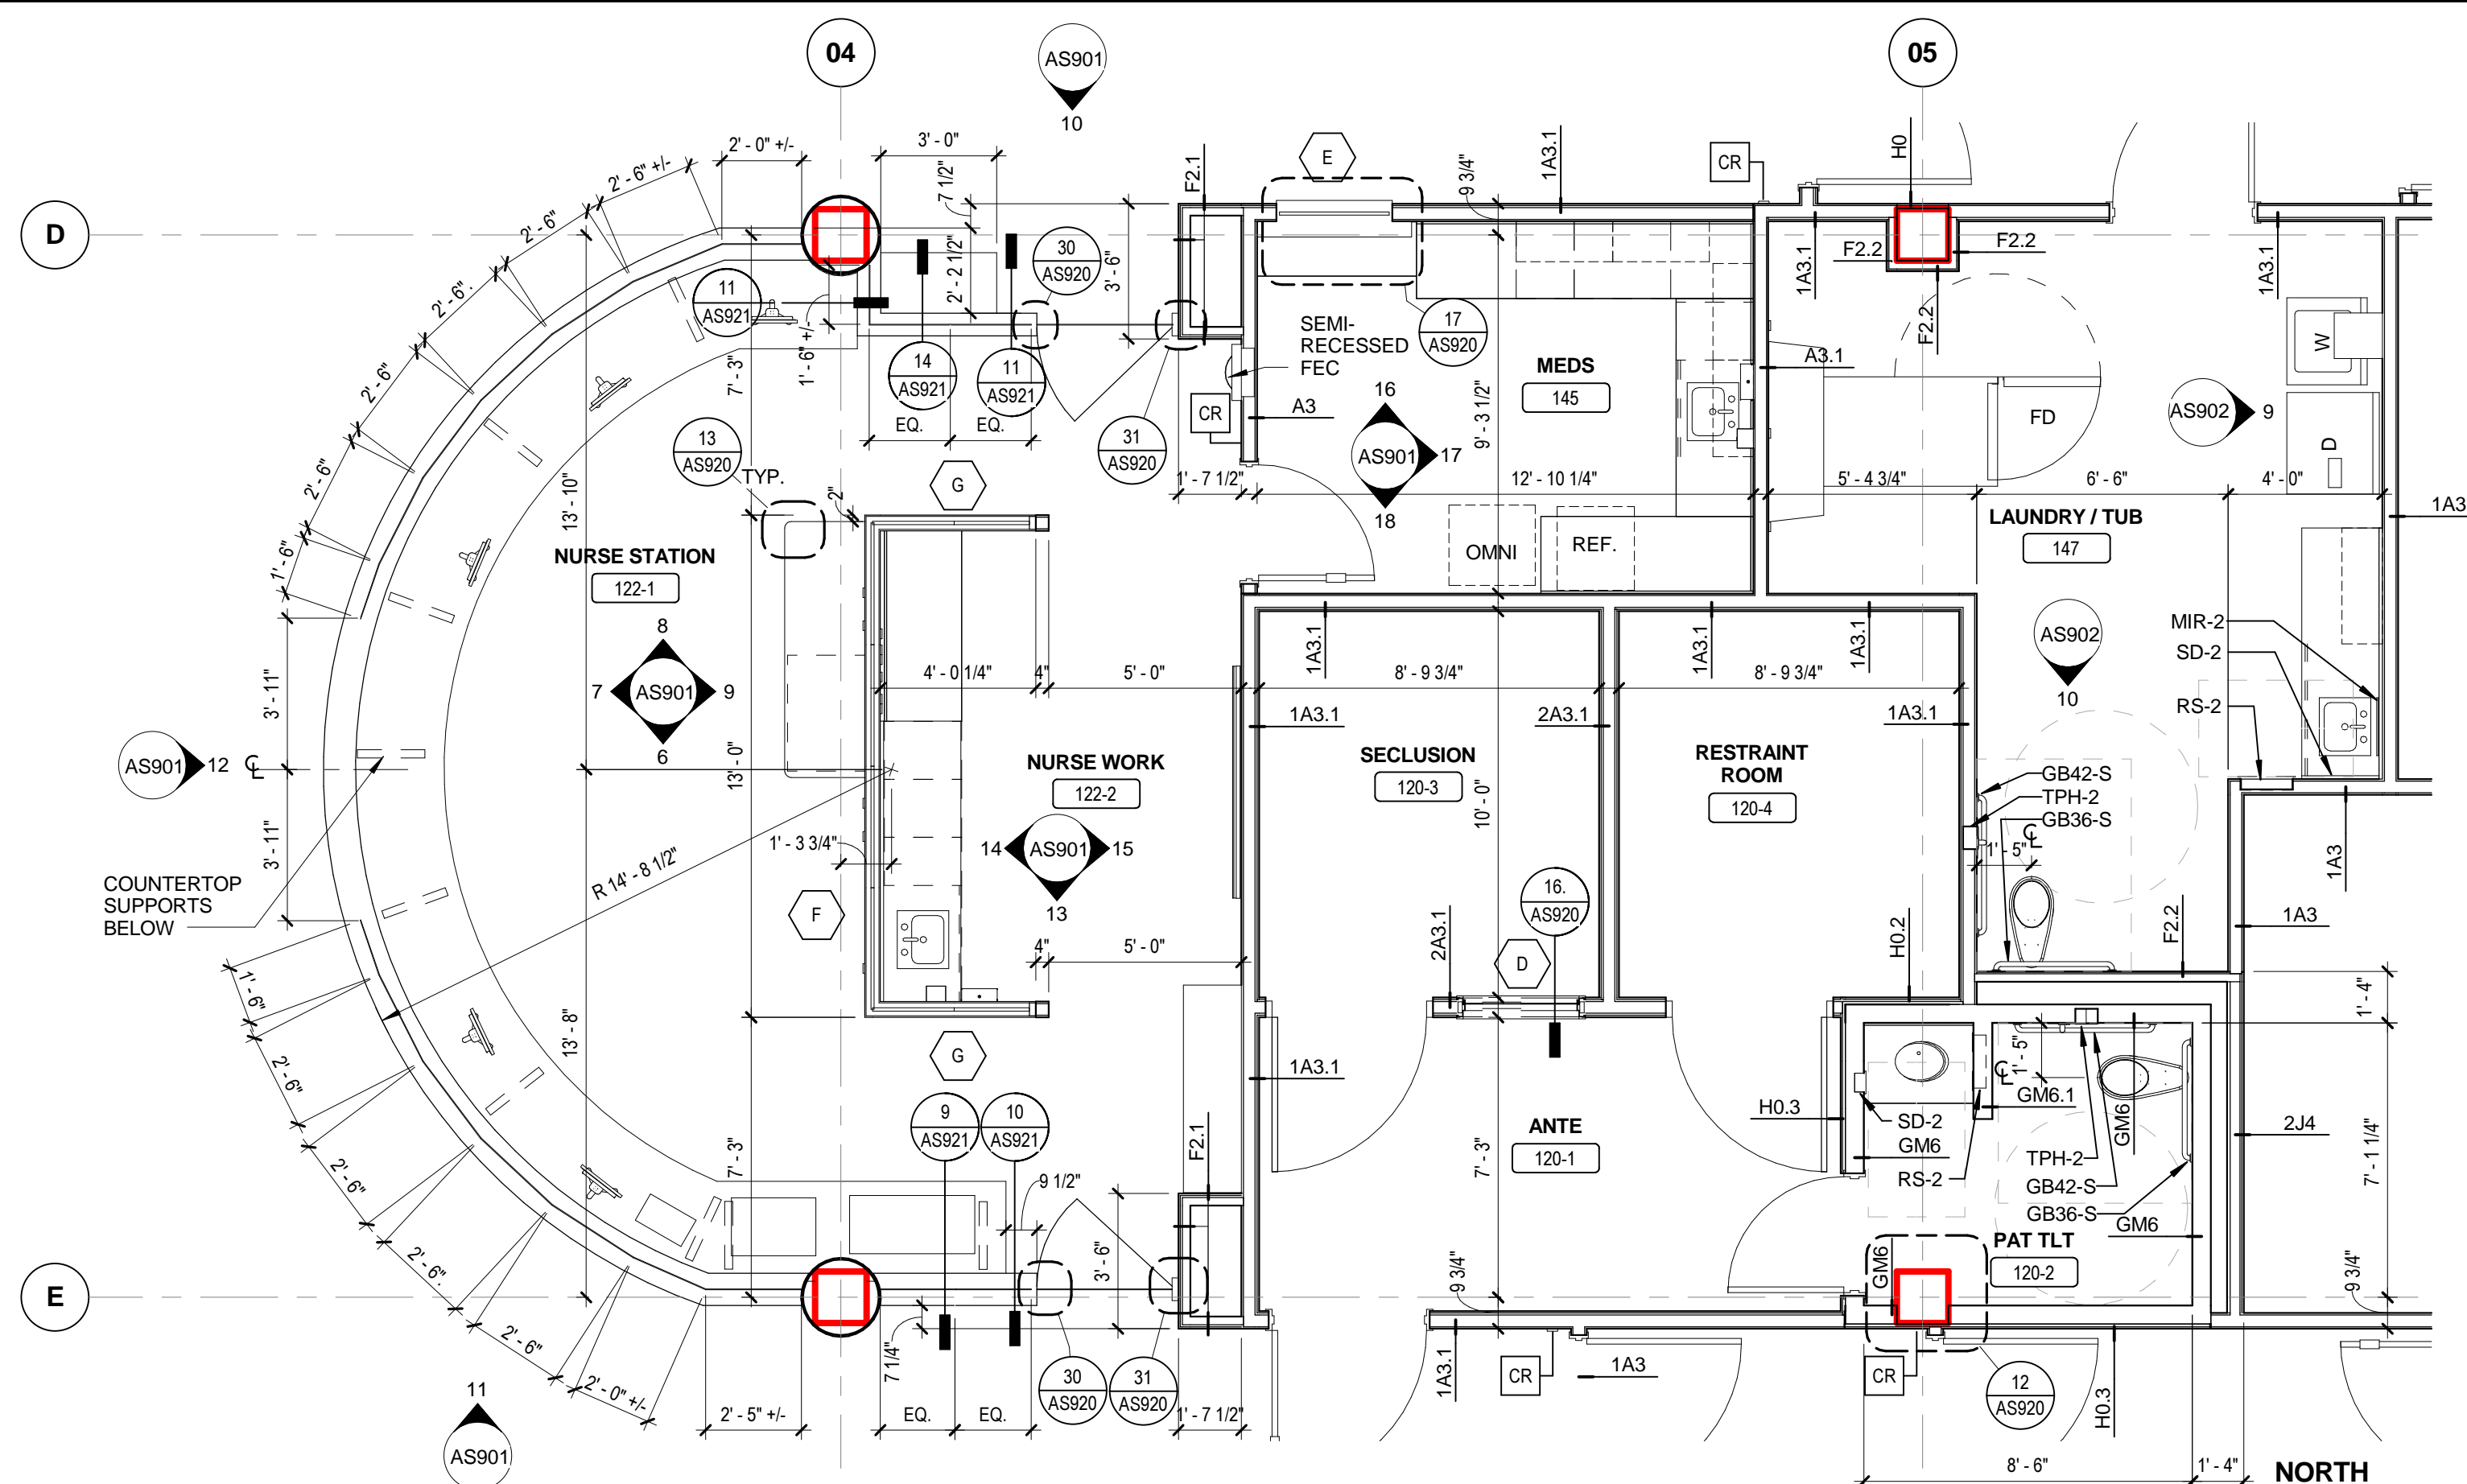 04
05
D
E
AS901
10
2' - 0" +/-
3' - 0"
2' - 6" +/-
2' - 6"
2' - 6".
2' - 6"
2' - 6"
1' - 6"
3' - 11"
3' - 11"
1' - 6"
2' - 6"
2' - 6"
2' - 6".
2' - 6"
2' - 0" +/-
2' - 5" +/-
7 1/2"
2' - 2 1/2"
3' - 6"
11
AS921
1' - 6" +/-
7' - 3"
14
AS921
11
AS921
30
AS920
31
AS920
EQ.
EQ.
13
AS920
TYP.
2"
G
13' - 10"
13' - 0"
13' - 8"
7' - 3"
NURSE STATION
122-1
8
7
AS901
9
6
AS901
12
COUNTERTOP
SUPPORTS
BELOW
R 14' - 8 1/2"
1' - 3 3/4"
F
4' - 0 1/4"
4"
5' - 0"
NURSE WORK
122-2
14
AS901
15
13
4"
5' - 0"
G
9
AS921
10
AS921
9 1/2"
3' - 6"
7 1/4"
EQ.
EQ.
30
AS920
31
AS920
1' - 7 1/2"
11
AS901
F2.1
F2.1
E
1A3.1
9 3/4"
CR
H0
SEMI-
RECESSED
FEC
CR
A3
17
AS920
MEDS
145
16
AS901
17
18
9' - 3 1/2"
1' - 7 1/2"
12' - 10 1/4"
OMNI
REF.
1A3.1
F2.2
F2.2
F2.2
A3.1
1A3.1
W
D
FD
AS902
9
5' - 4 3/4"
6' - 6"
4' - 0"
1A3
LAUNDRY / TUB
147
AS902
10
MIR-2
SD-2
RS-2
GB42-S
TPH-2
GB36-S
1' - 5"
1A3.1
1A3.1
1A3.1
8' - 9 3/4"
8' - 9 3/4"
1A3.1
2A3.1
1A3.1
SECLUSION
120-3
RESTRAINT
ROOM
120-4
10' - 0"
16.
AS920
D
2A3.1
H0.2
F2.2
1A3
1A3
1' - 4"
7' - 1 1/4"
9 3/4"
2J4
1A3.1
ANTE
120-1
7' - 3"
9 3/4"
H0.3
SD-2
GM6
RS-2
GM6.1
1' - 5"
GM6
TPH-2
GB42-S
GB36-S
GM6
GM6
PAT TLT
120-2
1A3.1
CR
1A3
CR
12
AS920
H0.3
8' - 6"
1' - 4"
NORTH